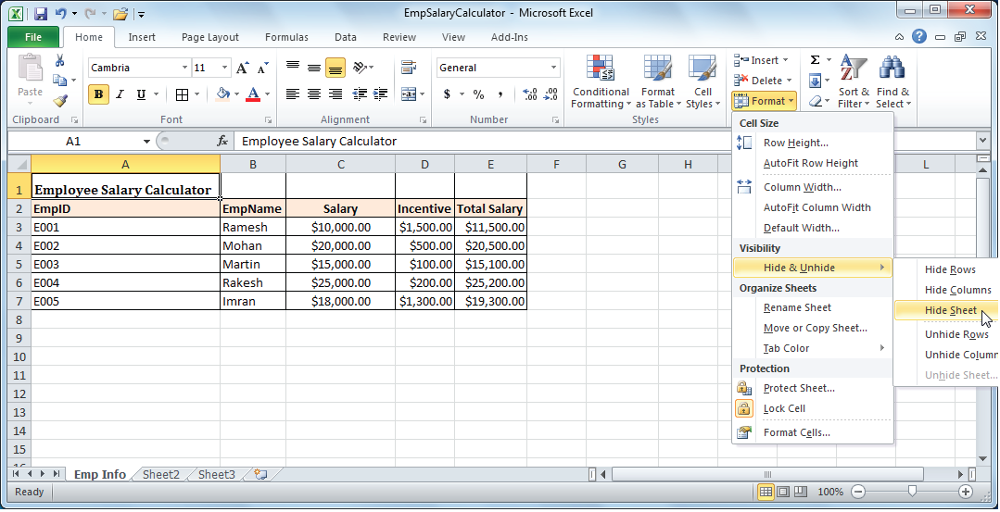 EmpSalaryCalculator - Microsoft Excel
File Home Insert Page Layout Formulas Data Review View Add-Ins
Paste
Clipboard
Cambria 11 A A
B I U A
Font
Alignment
General
$ % , .0 .00 .00 .0
Number
Conditional Formatting
Format as Table
Cell Styles
Styles
Insert
Delete
Format
Σ
Sort & Filter
Find & Select
A1 fx Employee Salary Calculator
A B C D E F G H L
1 Employee Salary Calculator
2 EmpID EmpName Salary Incentive Total Salary
3 E001 Ramesh $10,000.00 $1,500.00 $11,500.00
4 E002 Mohan $20,000.00 $500.00 $20,500.00
5 E003 Martin $15,000.00 $100.00 $15,100.00
6 E004 Rakesh $25,000.00 $200.00 $25,200.00
7 E005 Imran $18,000.00 $1,300.00 $19,300.00
8
9
10
11
12
13
14
15
16
Cell Size
Row Height...
AutoFit Row Height
Column Width...
AutoFit Column Width
Default Width...
Visibility
Hide & Unhide
Organize Sheets
Rename Sheet
Move or Copy Sheet...
Tab Color
Protection
Protect Sheet...
Lock Cell
Format Cells...
Hide Rows
Hide Columns
Hide Sheet
Unhide Rows
Unhide Column
Unhide Sheet...
Emp Info Sheet2 Sheet3
Ready 100%